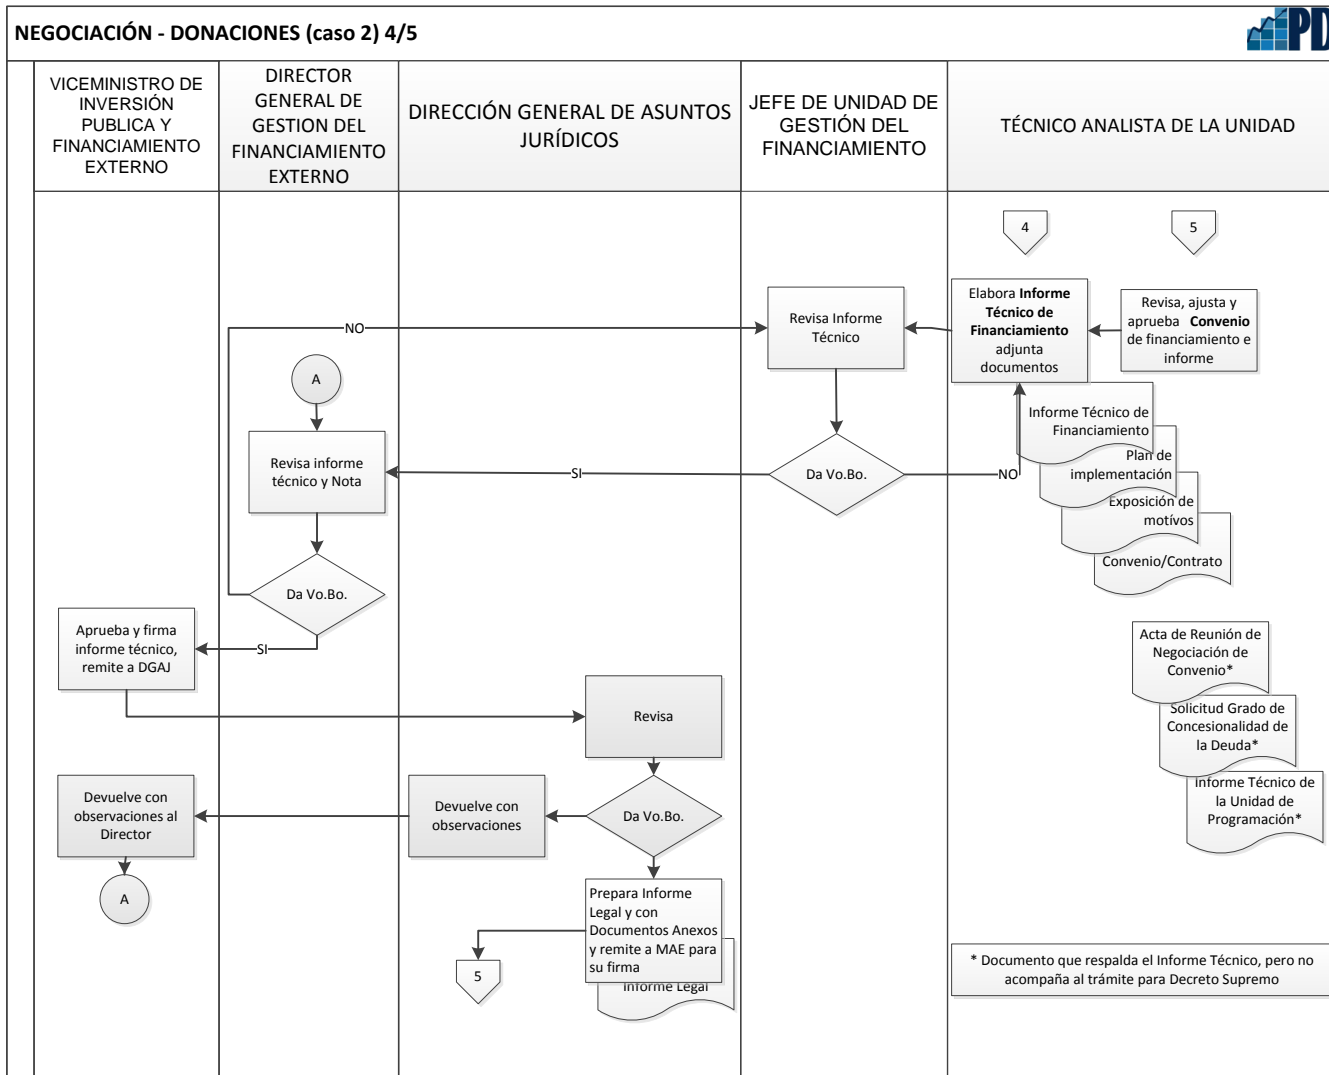 NEGOCIACIÓN - DONACIONES (caso 2) 4/5
PD
VICEMINISTRO DE
INVERSIÓN
PUBLICA Y
FINANCIAMIENTO
EXTERNO
DIRECTOR
GENERAL DE
GESTION DEL
FINANCIAMIENTO
EXTERNO
DIRECCIÓN GENERAL DE ASUNTOS
JURÍDICOS
JEFE DE UNIDAD DE
GESTIÓN DEL
FINANCIAMIENTO
TÉCNICO ANALISTA DE LA UNIDAD
4
5
Elabora Informe
Técnico de
Financiamiento
adjunta
documentos
Revisa, ajusta y
aprueba Convenio
de financiamiento e
informe
Revisa Informe
Técnico
NO
A
Informe Técnico de
Financiamiento
Plan de
implementación
Exposición de
motívos
Convenio/Contrato
Revisa informe
técnico y Nota
SI
Da Vo.Bo.
NO
Da Vo.Bo.
SI
Aprueba y firma
informe técnico,
remite a DGAJ
Acta de Reunión de
Negociación de
Convenio*
Solicitud Grado de
Concesionalidad de
la Deuda*
Informe Técnico de
la Unidad de
Programación*
Revisa
Da Vo.Bo.
Devuelve con
observaciones
Devuelve con
observaciones al
Director
A
Prepara Informe
Legal y con
Documentos Anexos
y remite a MAE para
su firma
Informe Legal
5
* Documento que respalda el Informe Técnico, pero no
acompaña al trámite para Decreto Supremo